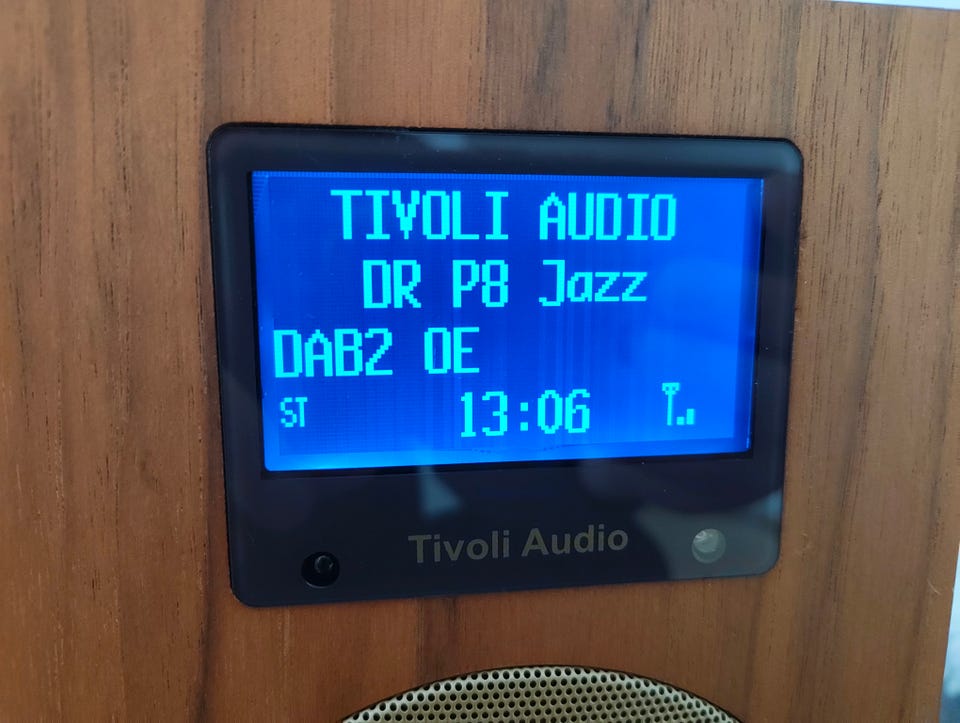 TIVOLI AUDIO
DR P8 Jazz
DAB2 OE
ST 13:06
Tivoli Audio